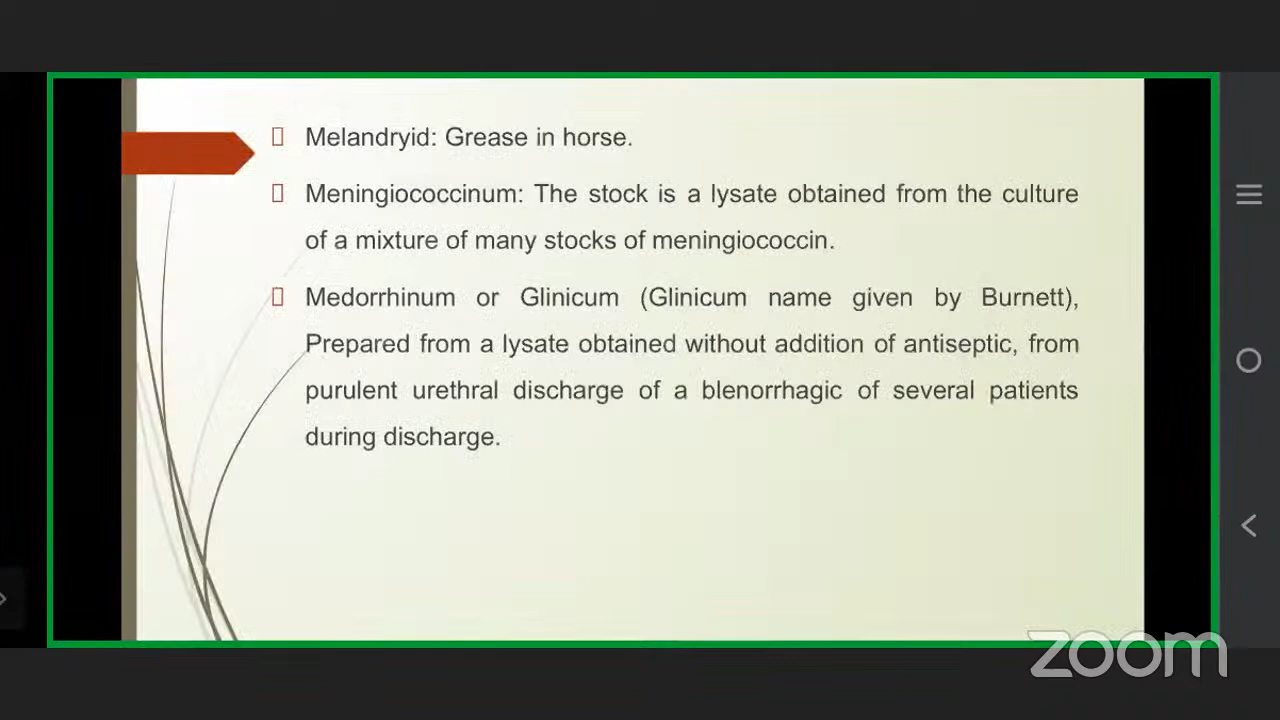 Melandryid: Grease in horse.
Meningiococcinum: The stock is a lysate obtained from the culture
of a mixture of many stocks of meningiococcin.
Medorrhinum or Glinicum (Glinicum name given by Burnett),
Prepared from a lysate obtained without addition of antiseptic, from
purulent urethral discharge of a blenorrhagic of several patients
during discharge.
zoom